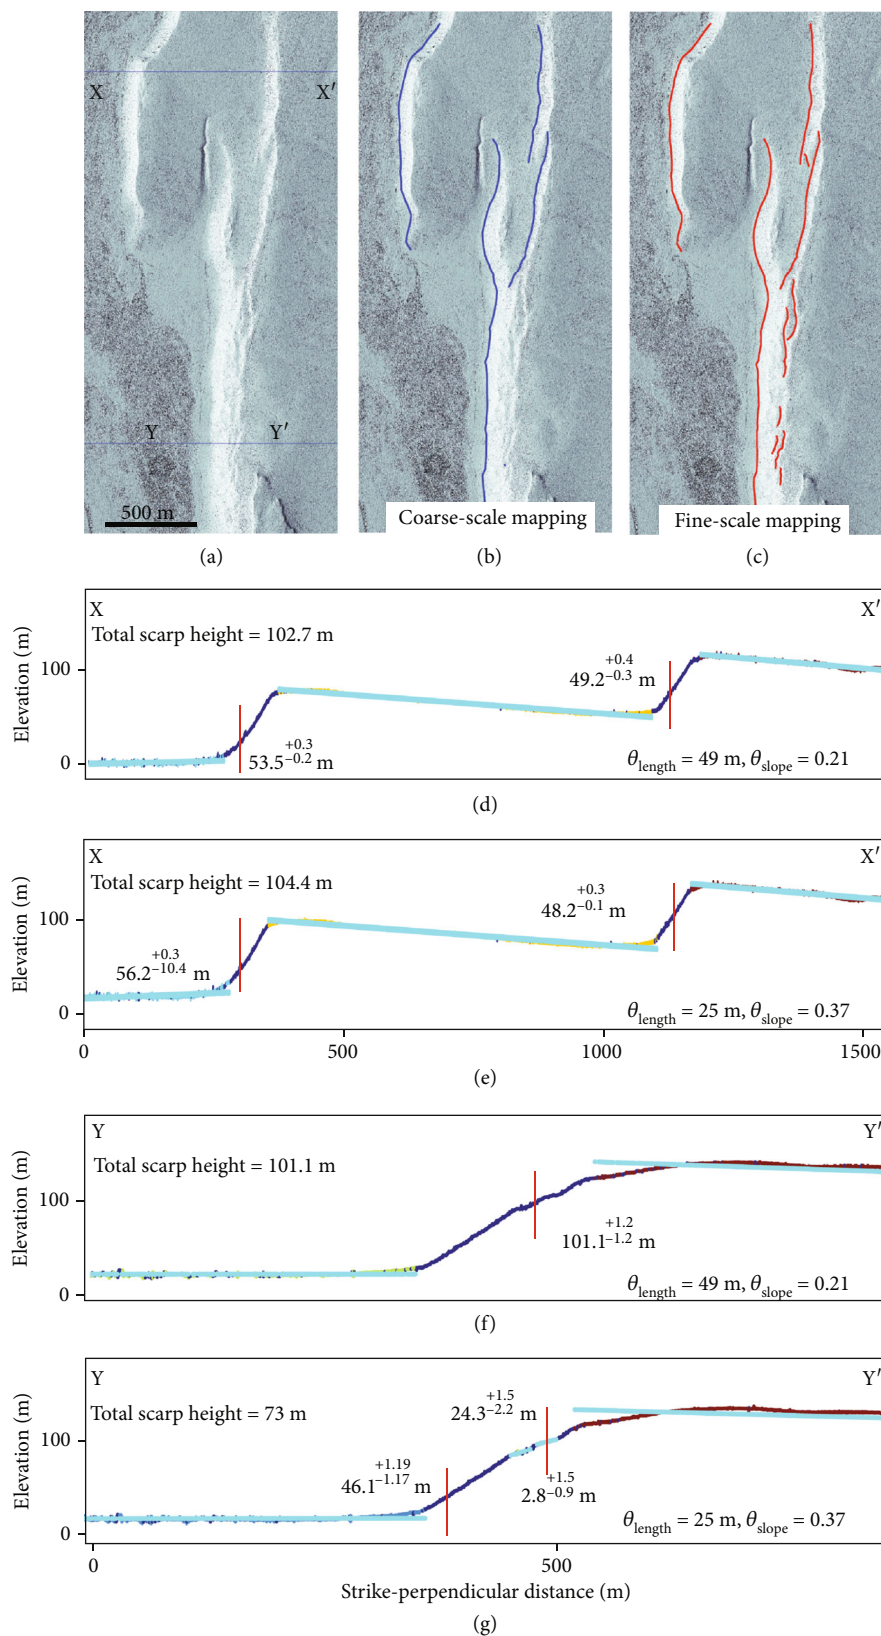 X X′
Y Y′
500 m
Coarse-scale mapping
Fine-scale mapping
(a) (b) (c)
X X′
Total scarp height = 102.7 m
49.2 +0.4 −0.3 m
53.5 +0.3 −0.2 m
θlength = 49 m, θslope = 0.21
Elevation (m)
100
0
(d)
X X′
Total scarp height = 104.4 m
48.2 +0.3 −0.1 m
56.2 +0.3 −10.4 m
θlength = 25 m, θslope = 0.37
Elevation (m)
100
0
0 500 1000 1500
(e)
Y Y′
Total scarp height = 101.1 m
101.1 +1.2 −1.2 m
θlength = 49 m, θslope = 0.21
Elevation (m)
100
0
(f)
Y Y′
Total scarp height = 73 m
24.3 +1.5 −2.2 m
46.1 +1.19 −1.17 m
2.8 +1.5 −0.9 m
θlength = 25 m, θslope = 0.37
Elevation (m)
100
0
0 500
Strike-perpendicular distance (m)
(g)